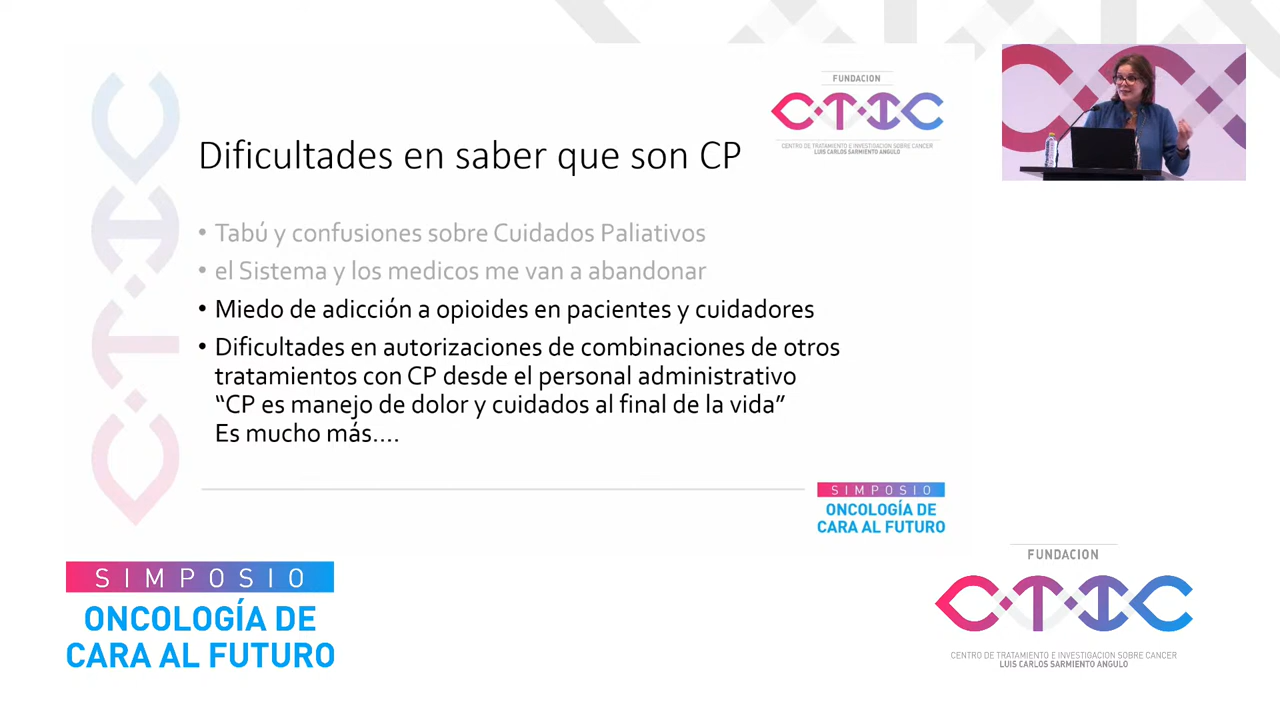 FUNDACION
CTIC
CENTRO DE TRATAMIENTO E INVESTIGACION SOBRE CANCER
LUIS CARLOS SARMIENTO ANGULO
Dificultades en saber que son CP
• Tabú y confusiones sobre Cuidados Paliativos
• el Sistema y los medicos me van a abandonar
• Miedo de adicción a opioides en pacientes y cuidadores
• Dificultades en autorizaciones de combinaciones de otros
tratamientos con CP desde el personal administrativo
“CP es manejo de dolor y cuidados al final de la vida”
Es mucho más....
CTIC
SIMPOSIO
ONCOLOGÍA DE
CARA AL FUTURO
SIMPOSIO
ONCOLOGÍA DE
CARA AL FUTURO
FUNDACION
CTIC
CENTRO DE TRATAMIENTO E INVESTIGACION SOBRE CANCER
LUIS CARLOS SARMIENTO ANGULO